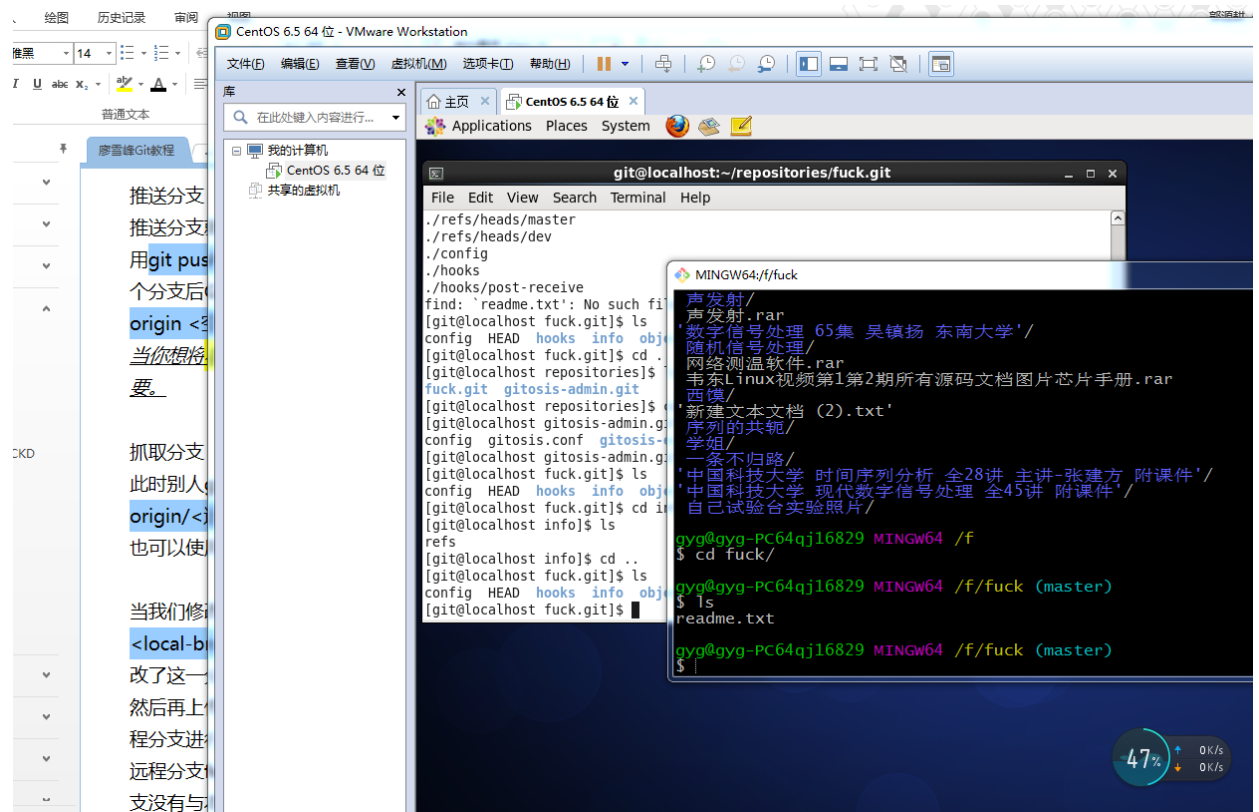 绘图 历史记录 审阅 视图
雅黑 14
I U abc X₂ A
普通文本
廖雪峰Git教程
推送分支
推送分支
用git pus
个分支后
origin <
当你想将
要。
CKD
抓取分支
此时别人
origin/<
也可以使
当我们修
<local-b
改了这一
然后再上
程分支进
远程分支
支没有与
CentOS 6.5 64 位 - VMware Workstation
文件(F) 编辑(E) 查看(V) 虚拟机(M) 选项卡(T) 帮助(H)
库
在此处键入内容进行...
我的计算机
CentOS 6.5 64 位
共享的虚拟机
主页 CentOS 6.5 64 位
Applications Places System
git@localhost:~/repositories/fuck.git
File Edit View Search Terminal Help
./refs/heads/master
./refs/heads/dev
./config
./hooks
./hooks/post-receive
find: `readme.txt': No such fi
[git@localhost fuck.git]$ ls
config HEAD hooks info obj
[git@localhost fuck.git]$ cd .
[git@localhost repositories]$
fuck.git gitosis-admin.git
[git@localhost repositories]$
[git@localhost gitosis-admin.gi
config gitosis.conf gitosis-
[git@localhost gitosis-admin.gi
[git@localhost fuck.git]$ ls
config HEAD hooks info obj
[git@localhost fuck.git]$ cd in
[git@localhost info]$ ls
refs
[git@localhost info]$ cd ..
[git@localhost fuck.git]$ ls
config HEAD hooks info obj
[git@localhost fuck.git]$
MINGW64:/f/fuck
声发射/
声发射.rar
'数字信号处理 65集 吴镇扬 东南大学'/
随机信号处理/
网络测温软件.rar
韦东Linux视频第1第2期所有源码文档图片芯片手册.rar
西馍/
'新建文本文档 (2).txt'
序列的共轭/
学姐/
一条不归路/
'中国科技大学 时间序列分析 全28讲 主讲-张建方 附课件'/
'中国科技大学 现代数字信号处理 全45讲 附课件'/
自己试验台实验照片/
gyg@gyg-PC64qj16829 MINGW64 /f
$ cd fuck/
gyg@gyg-PC64qj16829 MINGW64 /f/fuck (master)
$ ls
readme.txt
gyg@gyg-PC64qj16829 MINGW64 /f/fuck (master)
$
47%
0K/s
0K/s